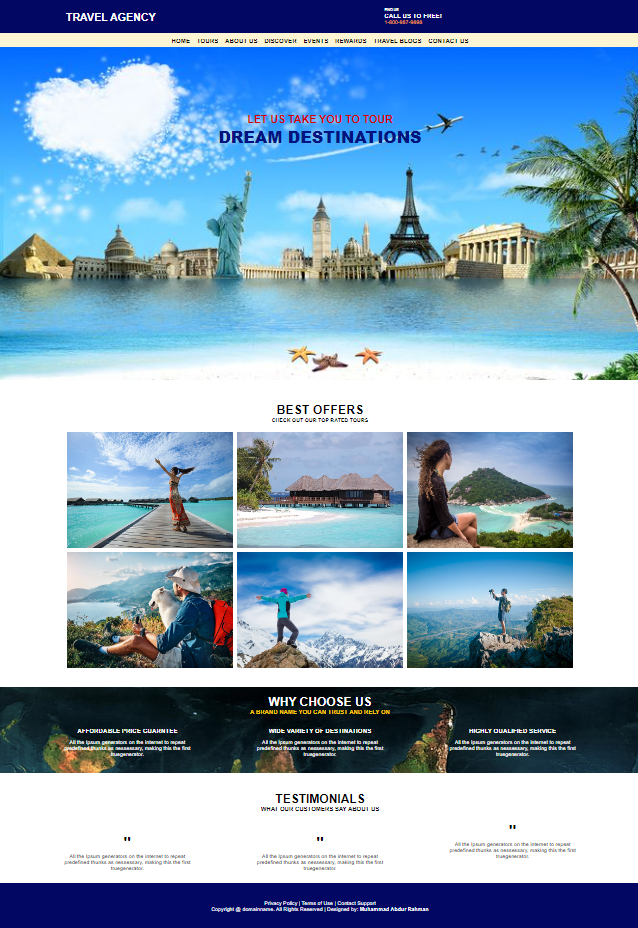 TRAVEL AGENCY
CALL US TO FREE!
1-800-987-9898
HOME TOURS ABOUT US DISCOVER EVENTS REWARDS TRAVEL BLOGS CONTACT US
LET US TAKE YOU TO TOUR
DREAM DESTINATIONS
BEST OFFERS
CHECK OUT OUR TOP RATED TOURS
WHY CHOOSE US
A BRAND NAME YOU CAN TRUST AND RELY ON
AFFORDABLE PRICE GUARNTEE
All the Ipsum generators on the Internet to repeat
predefined thunks as nessessary, making this the first
truegenerator.
WIDE VARIETY OF DESTINATIONS
All the Ipsum generators on the Internet to repeat
predefined thunks as nessessary, making this the first
truegenerator.
HIGHLY QUALIFIED SERVICE
All the Ipsum generators on the Internet to repeat
predefined thunks as nessessary, making this the first
truegenerator.
TESTIMONIALS
WHAT OUR CUSTOMERS SAY ABOUT US
"
All the Ipsum generators on the Internet to repeat
predefined thunks as nessessary, making this the first
truegenerator.
"
All the Ipsum generators on the Internet to repeat
predefined thunks as nessessary, making this the first
truegenerator.
"
All the Ipsum generators on the Internet to repeat
predefined thunks as nessessary, making this the first
truegenerator.
Privacy Policy | Terms of Use | Contact Support
Copyright @ domainname. All Rights Reserved | Designed by: Muhammad Abdur Rahman